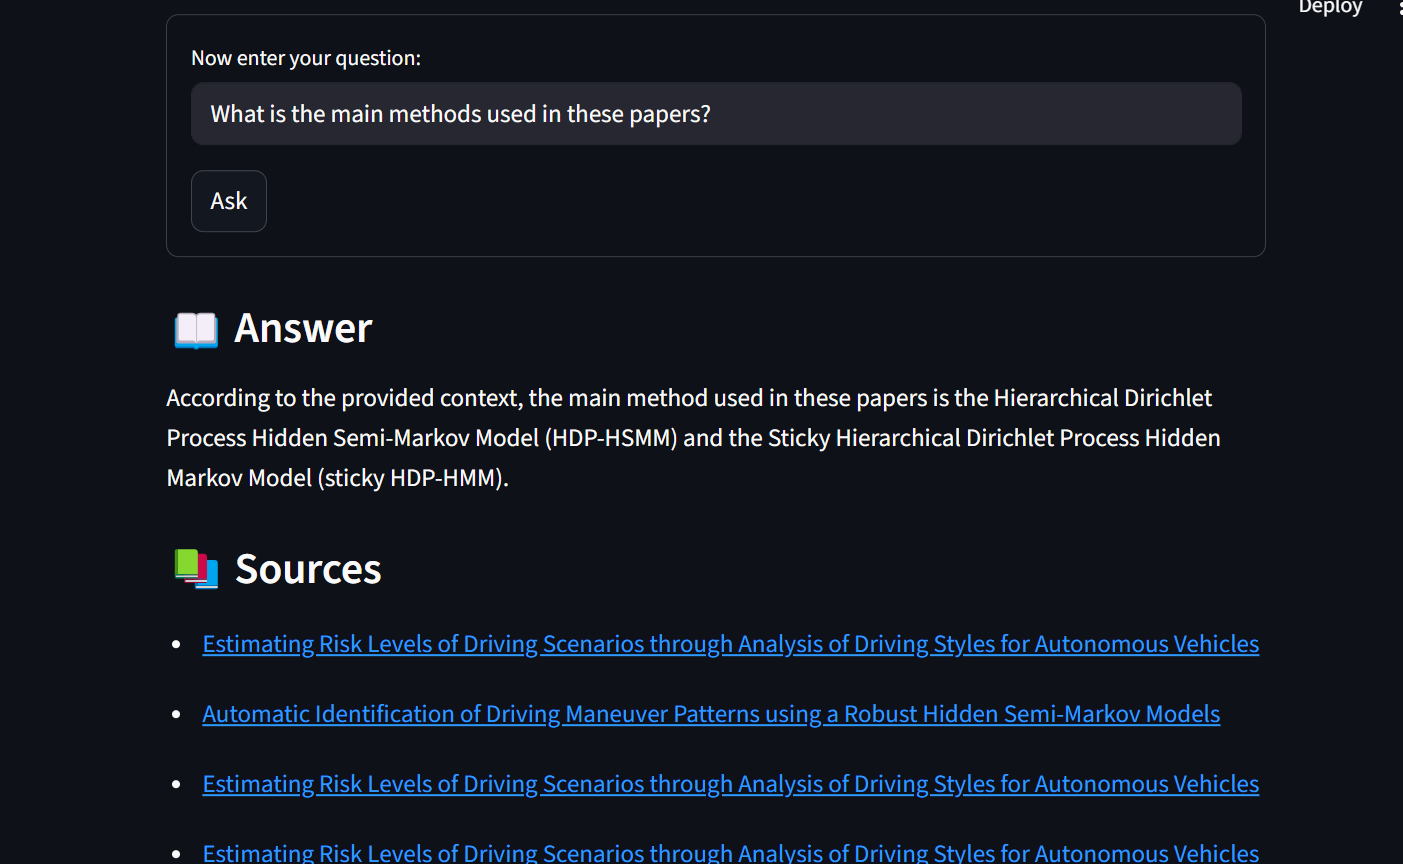 Deploy
Now enter your question:
What is the main methods used in these papers?
Ask
Answer
According to the provided context, the main method used in these papers is the Hierarchical Dirichlet
Process Hidden Semi-Markov Model (HDP-HSMM) and the Sticky Hierarchical Dirichlet Process Hidden
Markov Model (sticky HDP-HMM).
Sources
Estimating Risk Levels of Driving Scenarios through Analysis of Driving Styles for Autonomous Vehicles
Automatic Identification of Driving Maneuver Patterns using a Robust Hidden Semi-Markov Models
Estimating Risk Levels of Driving Scenarios through Analysis of Driving Styles for Autonomous Vehicles
Estimating Risk Levels of Driving Scenarios through Analysis of Driving Styles for Autonomous Vehicles